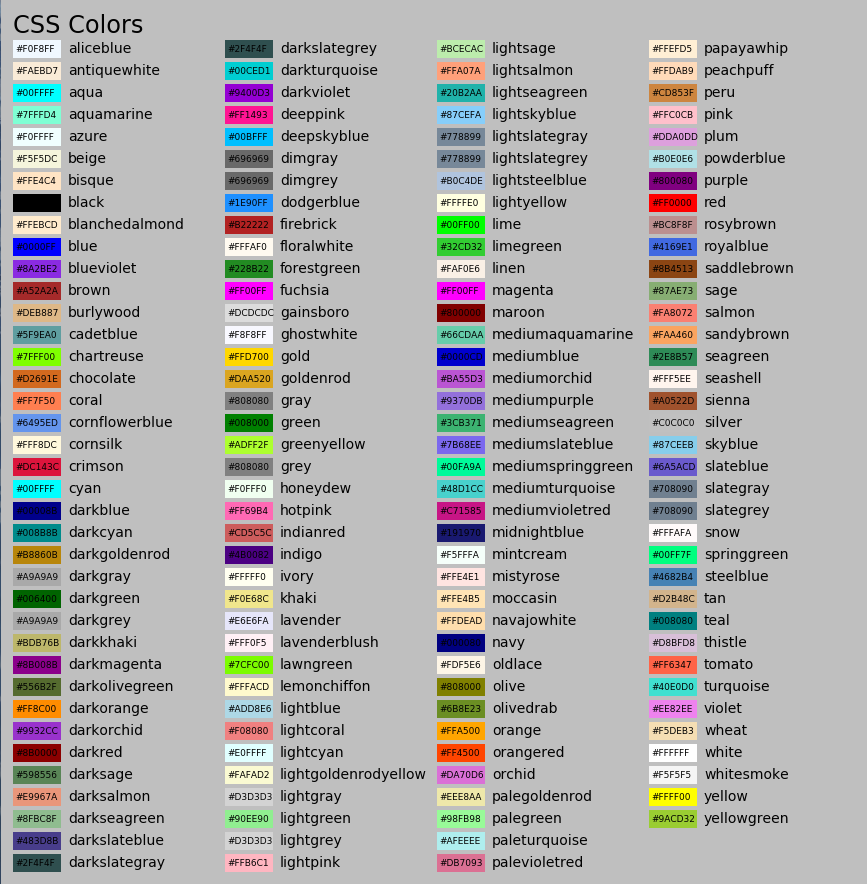 CSS Colors
#F0F8FF aliceblue
#FAEBD7 antiquewhite
#00FFFF aqua
#7FFFD4 aquamarine
#F0FFFF azure
#F5F5DC beige
#FFE4C4 bisque
black
#FFEBCD blanchedalmond
#0000FF blue
#8A2BE2 blueviolet
#A52A2A brown
#DEB887 burlywood
#5F9EA0 cadetblue
#7FFF00 chartreuse
#D2691E chocolate
#FF7F50 coral
#6495ED cornflowerblue
#FFF8DC cornsilk
#DC143C crimson
#00FFFF cyan
darkblue
#008B8B darkcyan
#B8860B darkgoldenrod
#A9A9A9 darkgray
#006400 darkgreen
#A9A9A9 darkgrey
#BDB76B darkkhaki
#8B008B darkmagenta
#556B2F darkolivegreen
#FF8C00 darkorange
#9932CC darkorchid
#8B0000 darkred
#598556 darksage
#E9967A darksalmon
#8FBC8F darkseagreen
#483D8B darkslateblue
#2F4F4F darkslategray
#2F4F4F darkslategrey
#00CED1 darkturquoise
#9400D3 darkviolet
#FF1493 deeppink
#00BFFF deepskyblue
#696969 dimgray
#696969 dimgrey
#1E90FF dodgerblue
#B22222 firebrick
#FFFAF0 floralwhite
#228B22 forestgreen
#FF00FF fuchsia
#DCDCDC gainsboro
#F8F8FF ghostwhite
#FFD700 gold
#DAA520 goldenrod
#808080 gray
#008000 green
#ADFF2F greenyellow
#808080 grey
#F0FFF0 honeydew
#FF69B4 hotpink
#CD5C5C indianred
#4B0082 indigo
#FFFFF0 ivory
#F0E68C khaki
#E6E6FA lavender
#FFF0F5 lavenderblush
#7CFC00 lawngreen
#FFFACD lemonchiffon
#ADD8E6 lightblue
#F08080 lightcoral
#E0FFFF lightcyan
#FAFAD2 lightgoldenrodyellow
#D3D3D3 lightgray
#90EE90 lightgreen
#D3D3D3 lightgrey
#FFB6C1 lightpink
#BCECAC lightsage
#FFA07A lightsalmon
#20B2AA lightseagreen
#87CEFA lightskyblue
#778899 lightslategray
#778899 lightslategrey
#B0C4DE lightsteelblue
#FFFFE0 lightyellow
#00FF00 lime
#32CD32 limegreen
#FAF0E6 linen
#FF00FF magenta
#800000 maroon
#66CDAA mediumaquamarine
mediumblue
#BA55D3 mediumorchid
#9370DB mediumpurple
#3CB371 mediumseagreen
#7B68EE mediumslateblue
#00FA9A mediumspringgreen
#48D1CC mediumturquoise
#C71585 mediumvioletred
#191970 midnightblue
#F5FFFA mintcream
#FFE4E1 mistyrose
#FFE4B5 moccasin
#FFDEAD navajowhite
navy
#FDF5E6 oldlace
#808000 olive
#6B8E23 olivedrab
#FFA500 orange
#FF4500 orangered
#DA70D6 orchid
#EEE8AA palegoldenrod
#98FB98 palegreen
#AFEEEE paleturquoise
#DB7093 palevioletred
#FFEFD5 papayawhip
#FFDAB9 peachpuff
#CD853F peru
#FFC0CB pink
#DDA0DD plum
#B0E0E6 powderblue
#800080 purple
#FF0000 red
#BC8F8F rosybrown
#4169E1 royalblue
#8B4513 saddlebrown
#87AE73 sage
#FA8072 salmon
#FAA460 sandybrown
#2E8B57 seagreen
#FFF5EE seashell
#A0522D sienna
#C0C0C0 silver
#87CEEB skyblue
#6A5ACD slateblue
#708090 slategray
#708090 slategrey
#FFFAFA snow
#00FF7F springgreen
#4682B4 steelblue
#D2B48C tan
#008080 teal
#D8BFD8 thistle
#FF6347 tomato
#40E0D0 turquoise
#EE82EE violet
#F5DEB3 wheat
#FFFFFF white
#F5F5F5 whitesmoke
#FFFF00 yellow
#9ACD32 yellowgreen